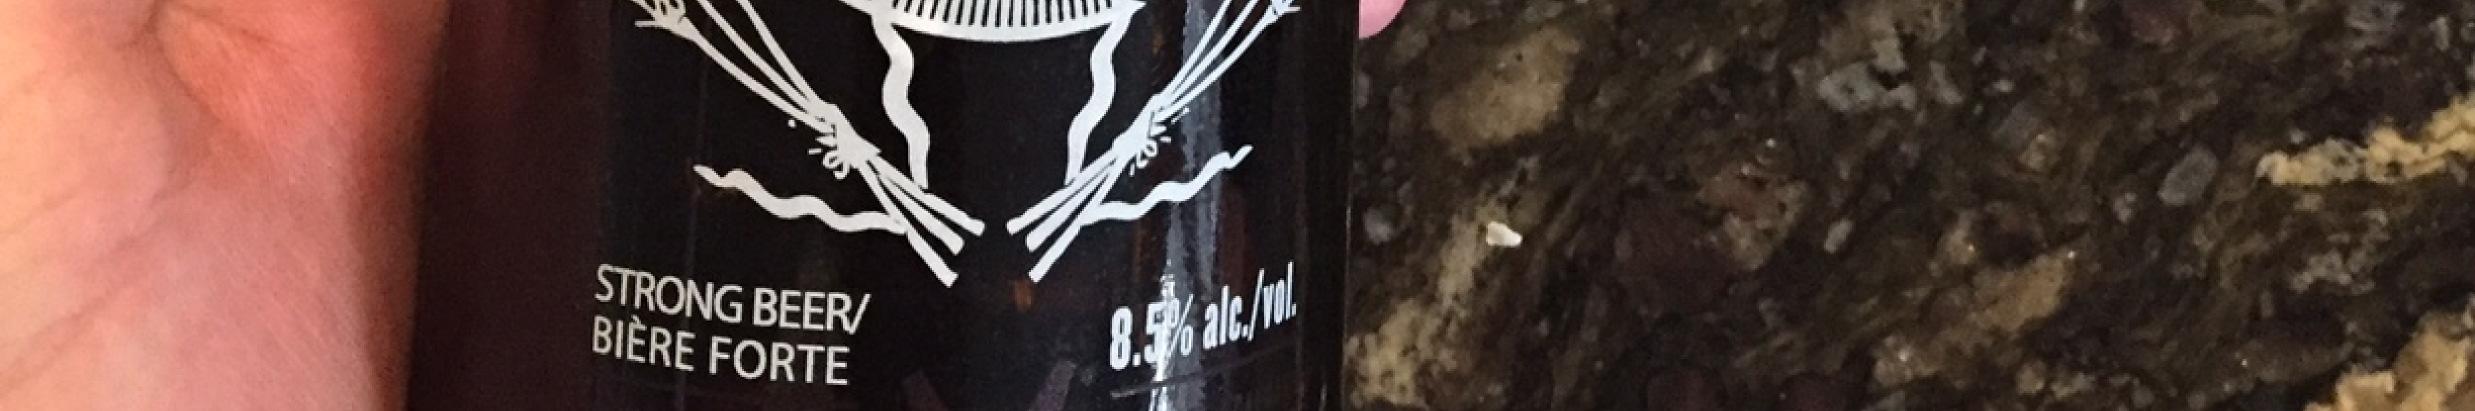 STRONG BEER/
BIÈRE FORTE
8.5% alc./vol.